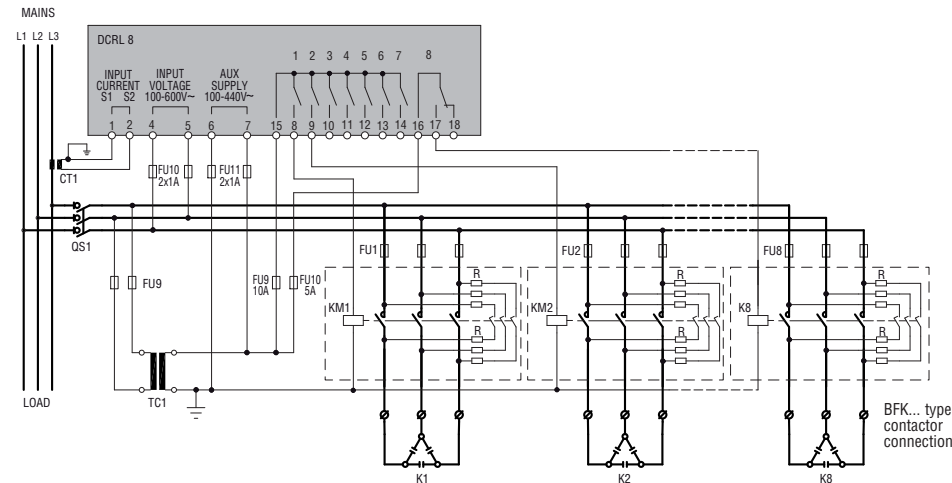 MAINS
L1 L2 L3
DCRL 8
1 2 3 4 5 6 7 8
INPUT CURRENT
S1 S2
INPUT VOLTAGE
100-600V~
AUX SUPPLY
100-440V~
1 2 4 5 6 7 15 8 9 10 11 12 13 14 16 17 18
CT1
FU10
2x1A
FU11
2x1A
QS1
FU9
FU9
10A
FU10
5A
FU1
FU2
FU8
R
R
R
KM1
KM2
K8
R
R
R
LOAD
TC1
K1
K2
K8
BFK... type
contactor
connection